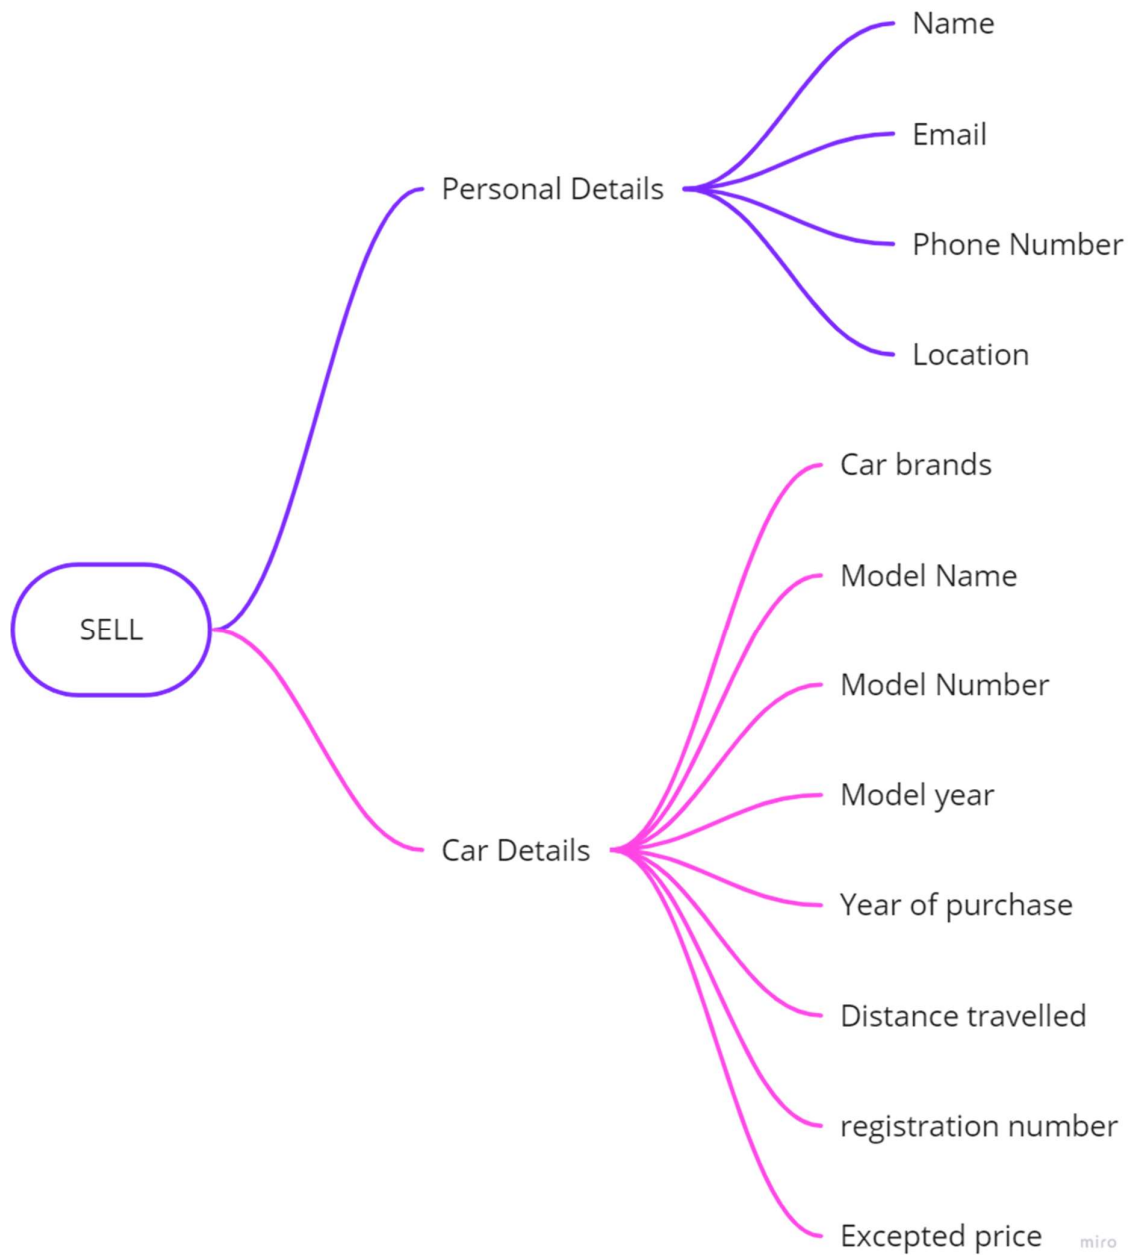 SELL
Personal Details
Name
Email
Phone Number
Location
Car Details
Car brands
Model Name
Model Number
Model year
Year of purchase
Distance travelled
registration number
Excepted price
miro